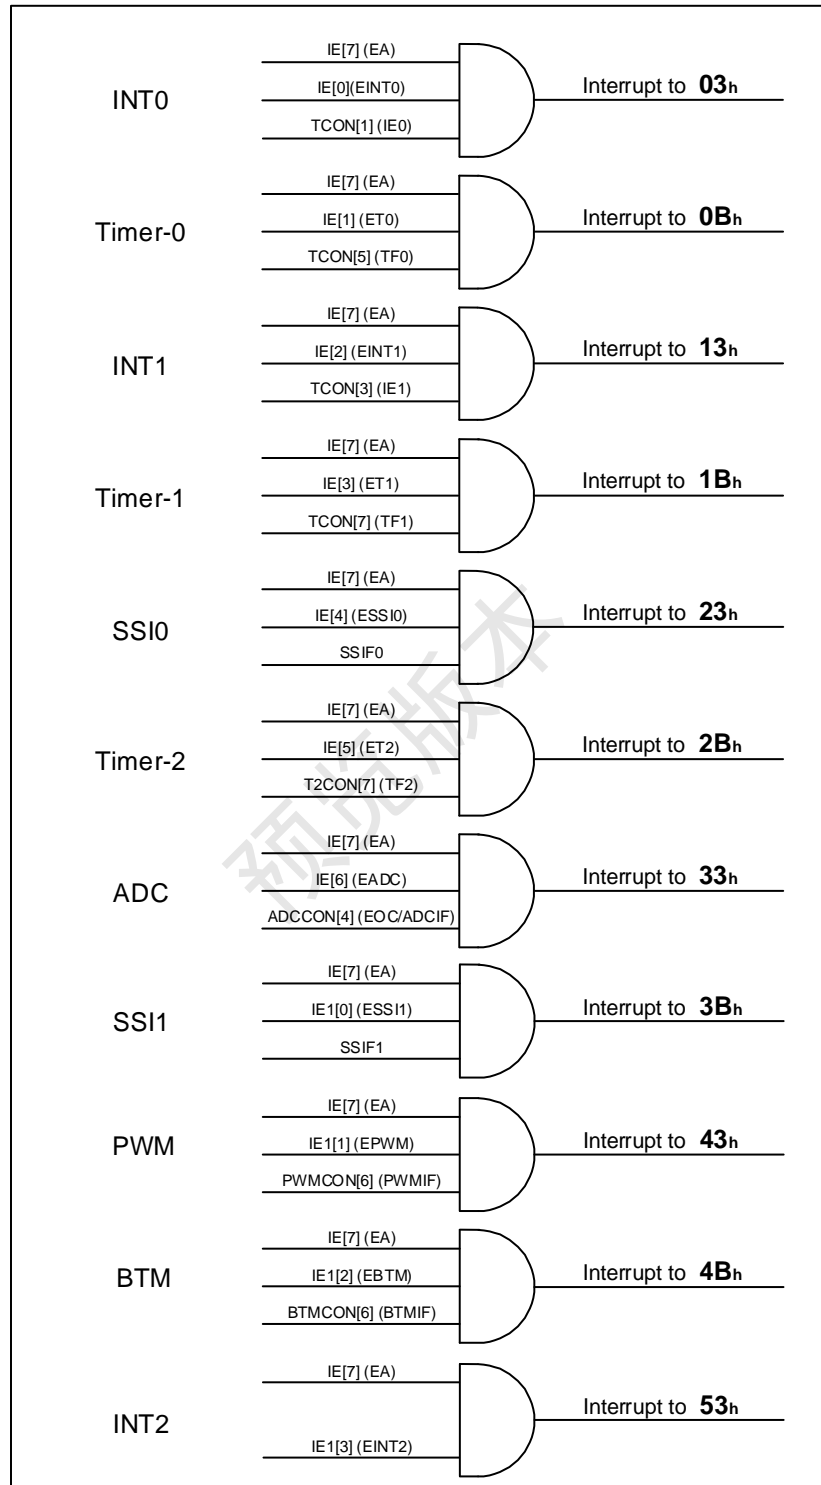 IE[7] (EA)
INT0
IE[0](EINT0)
Interrupt to 03h
TCON[1] (IE0)
IE[7] (EA)
Timer-0
IE[1] (ET0)
Interrupt to 0Bh
TCON[5] (TF0)
IE[7] (EA)
INT1
IE[2] (EINT1)
Interrupt to 13h
TCON[3] (IE1)
IE[7] (EA)
Timer-1
IE[3] (ET1)
Interrupt to 1Bh
TCON[7] (TF1)
IE[7] (EA)
SSI0
IE[4] (ESSI0)
Interrupt to 23h
SSIF0
IE[7] (EA)
Timer-2
IE[5] (ET2)
Interrupt to 2Bh
T2CON[7] (TF2)
IE[7] (EA)
ADC
IE[6] (EADC)
Interrupt to 33h
ADCCON[4] (EOC/ADCIF)
IE[7] (EA)
SSI1
IE1[0] (ESSI1)
Interrupt to 3Bh
SSIF1
IE[7] (EA)
PWM
IE1[1] (EPWM)
Interrupt to 43h
PWMCON[6] (PWMIF)
IE[7] (EA)
BTM
IE1[2] (EBTM)
Interrupt to 4Bh
BTMCON[6] (BTMIF)
IE[7] (EA)
INT2
Interrupt to 53h
IE1[3] (EINT2)
预览版本